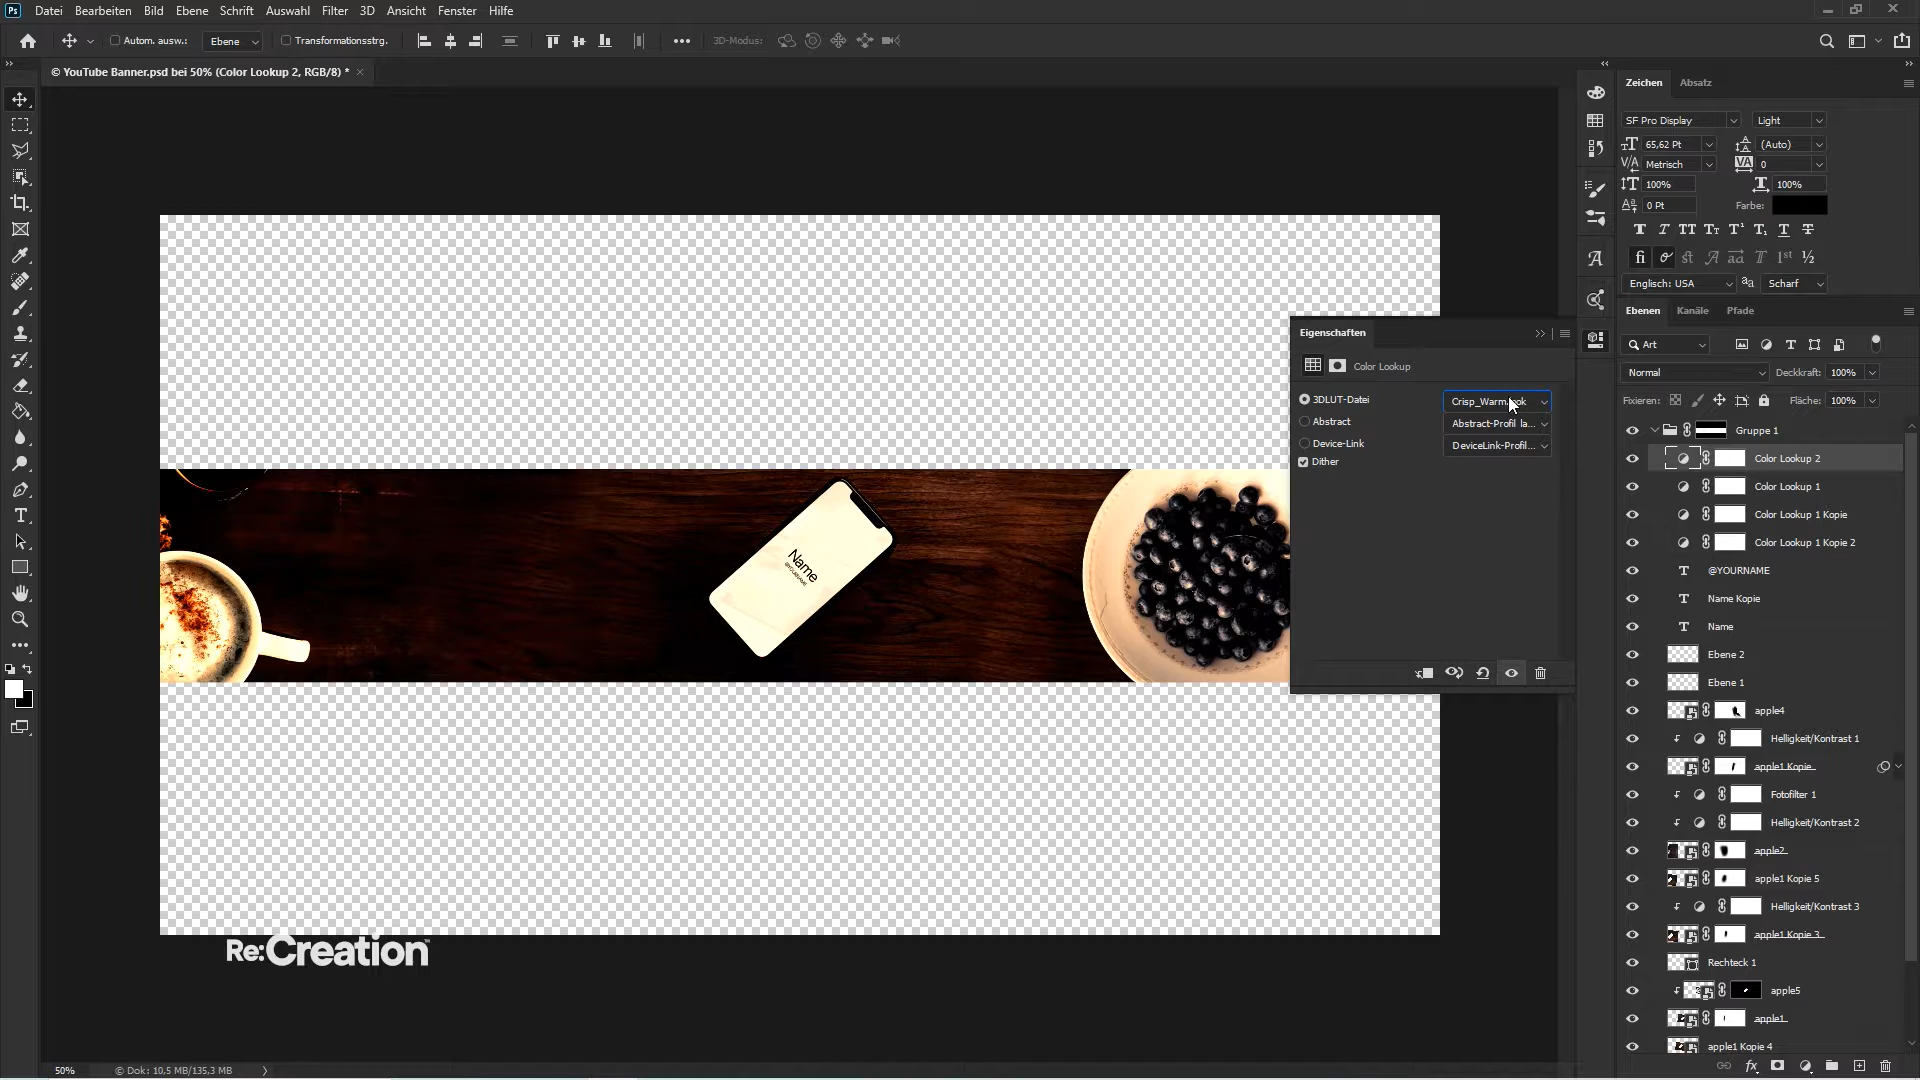 Ps Datei Bearbeiten Bild Ebene Schrift Auswahl Filter 3D Ansicht Fenster Hilfe
Autom. ausw.: Ebene Transformationsstrg. 3D-Modus:
© YouTube Banner.psd bei 50% (Color Lookup 2, RGB/8) *
Zeichen Absatz
SF Pro Display Light
65,62 Pt (Auto)
Metrisch 0
100% 100%
0 Pt Farbe:
Englisch: USA Scharf
Ebenen Kanäle Pfade
Art
Normal Deckkraft: 100%
Fixieren: Fläche: 100%
Gruppe 1
Color Lookup 2
Color Lookup 1
Color Lookup 1 Kopie
Color Lookup 1 Kopie 2
@YOURNAME
Name Kopie
Name
Ebene 2
Ebene 1
apple4
Helligkeit/Kontrast 1
apple1 Kopie
Fotofilter 1
Helligkeit/Kontrast 2
apple2
apple1 Kopie 5
Helligkeit/Kontrast 3
apple1 Kopie 3
Rechteck 1
apple5
apple1
apple1 Kopie 4
Eigenschaften
Color Lookup
3DLUT-Datei
Abstract Abstract-Profil la...
Device-Link DeviceLink-Profil...
Dither
Name
Re:Creation
50% © Dok: 10,5 MB/135,3 MB